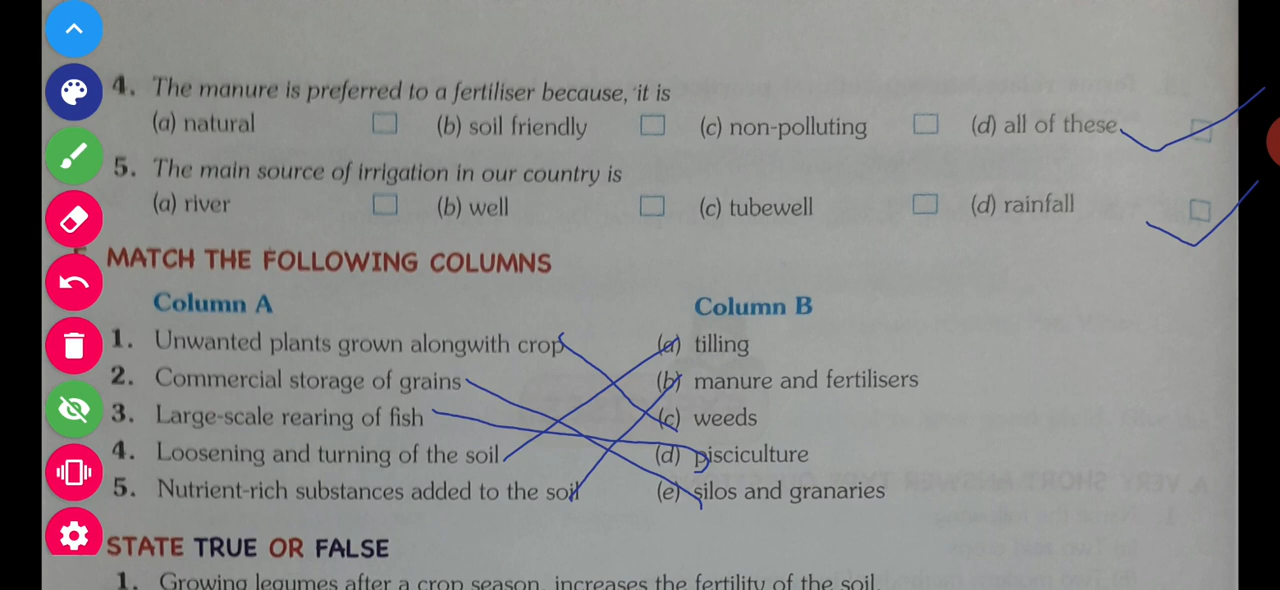 4. The manure is preferred to a fertiliser because, it is
(a) natural (b) soil friendly (c) non-polluting (d) all of these
5. The main source of irrigation in our country is
(a) river (b) well (c) tubewell (d) rainfall
MATCH THE FOLLOWING COLUMNS
Column A Column B
1. Unwanted plants grown alongwith crop (a) tilling
2. Commercial storage of grains (b) manure and fertilisers
3. Large-scale rearing of fish (c) weeds
4. Loosening and turning of the soil (d) pisciculture
5. Nutrient-rich substances added to the soil (e) silos and granaries
STATE TRUE OR FALSE
1. Growing legumes after a crop season, increases the fertility of the soil.